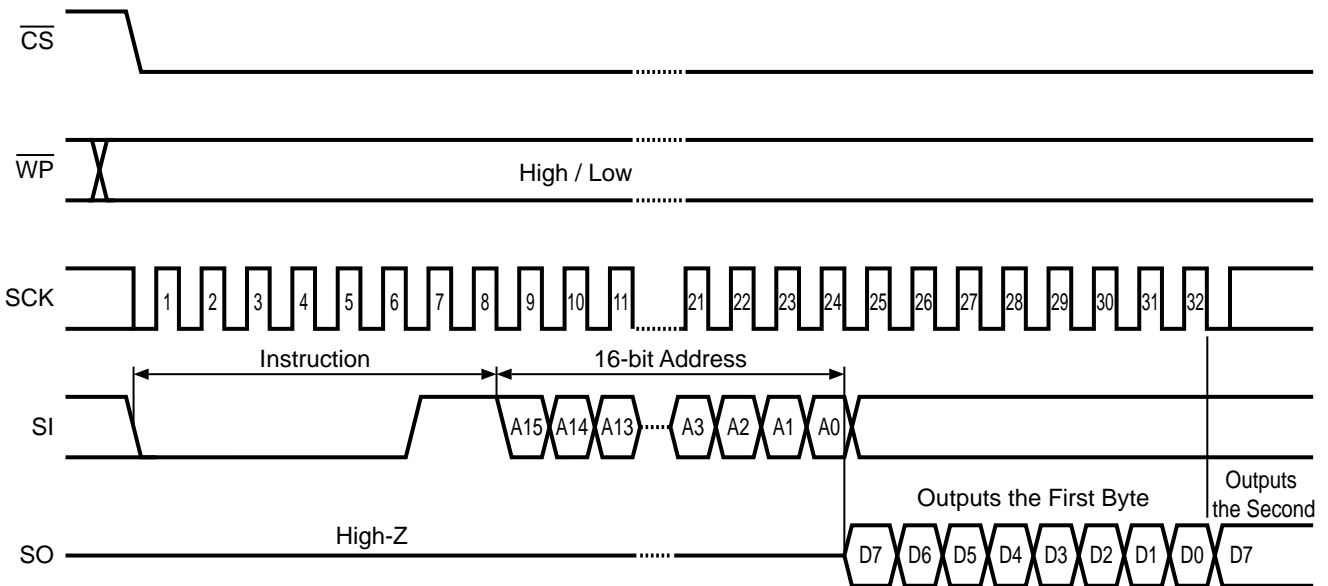 CS
WP
High / Low
SCK
1 2 3 4 5 6 7 8 9 10 11 21 22 23 24 25 26 27 28 29 30 31 32
Instruction
16-bit Address
SI
A15 A14 A13 A3 A2 A1 A0
Outputs the First Byte
Outputs
the Second
High-Z
SO
D7 D6 D5 D4 D3 D2 D1 D0 D7